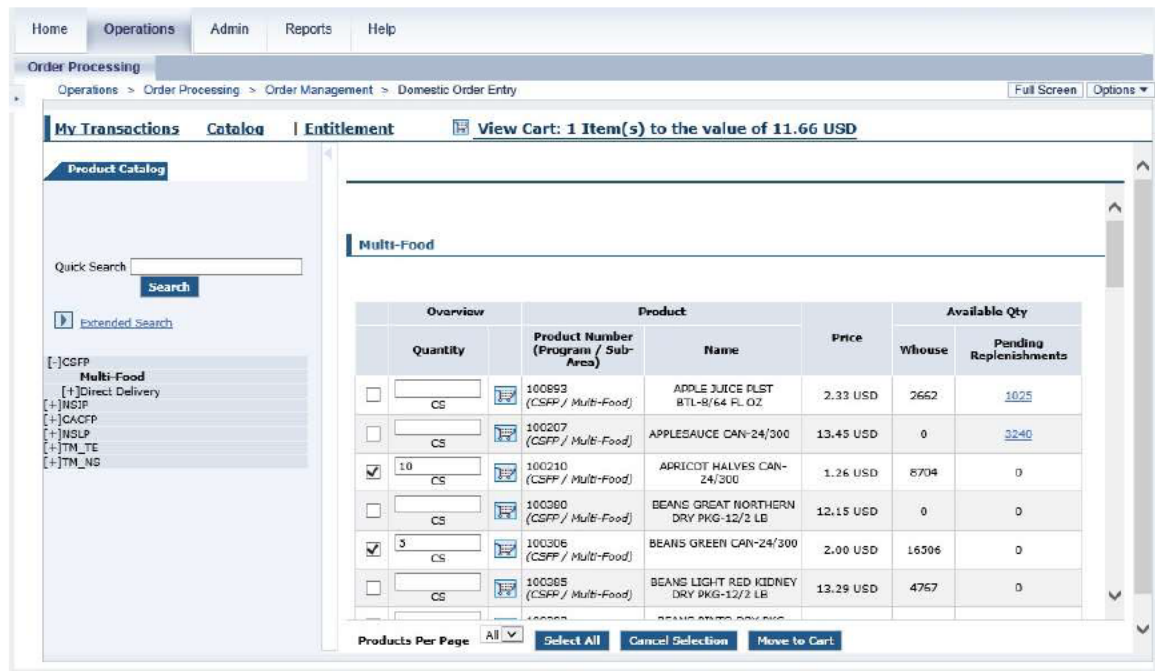 Home Operations Admin Reports Help
Order Processing
Operations > Order Processing > Order Management > Domestic Order Entry Full Screen Options
My Transactions Catalog | Entitlement View Cart: 1 Item(s) to the value of 11.66 USD
Product Catalog
Multi-Food
Quick Search
Search
Extended Search
[-]CSFP
Multi-Food
[+]Direct Delivery
[+]NSIP
[+]CACFP
[+]NSLP
[+]TM_TE
[+]TM_NS
Overview Product Price Available Qty
Quantity Product Number (Program / Sub-Area) Name Whouse Pending Replenishments
100893 APPLE JUICE PLST
CS (CSFP / Multi-Food) BTL-8/64 FL OZ 2.33 USD 2662 1025
100207
CS (CSFP / Multi-Food) APPLESAUCE CAN-24/300 13.45 USD 0 3240
10 100210 APRICOT HALVES CAN-
CS (CSFP / Multi-Food) 24/300 1.26 USD 8704 0
100380 BEANS GREAT NORTHERN
CS (CSFP / Multi-Food) DRY PKG-12/2 LB 12.15 USD 0 0
100306 BEANS GREEN CAN-24/300
CS (CSFP / Multi-Food) 2.00 USD 16506 0
100385 BEANS LIGHT RED KIDNEY
CS (CSFP / Multi-Food) DRY PKG-12/2 LB 13.29 USD 4767 0
Products Per Page All Select All Cancel Selection Move to Cart